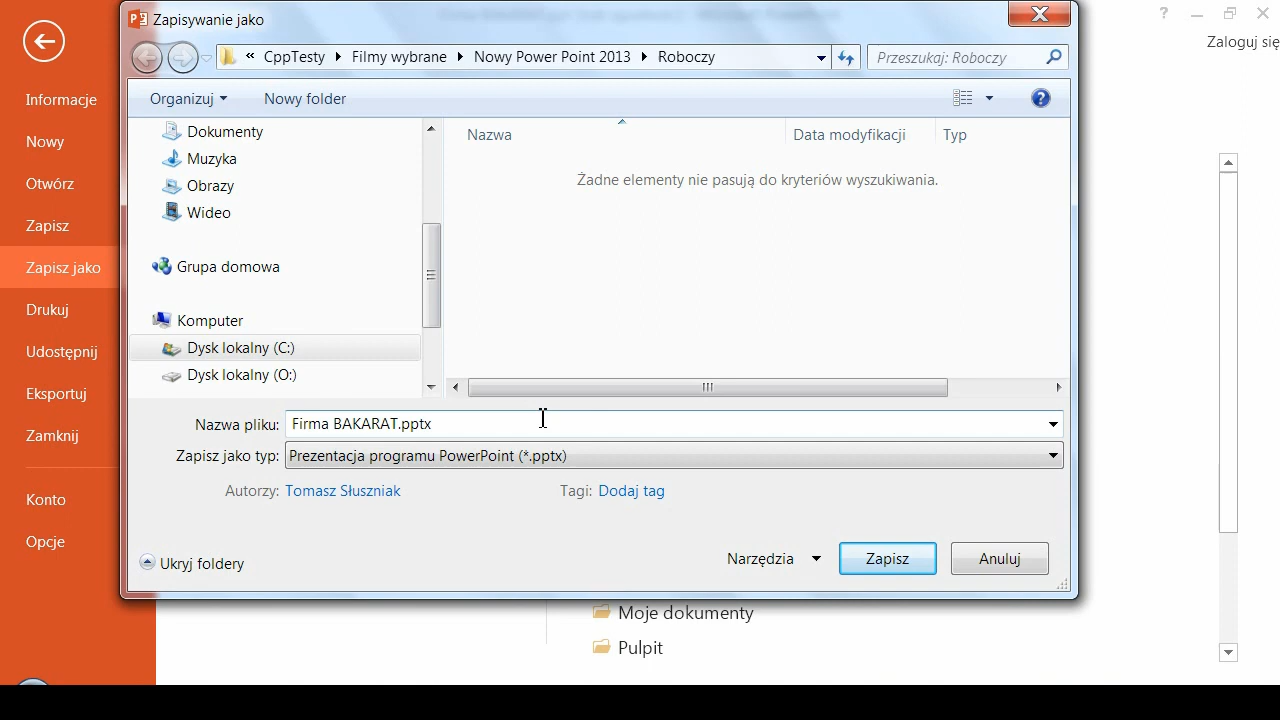 Zapisywanie jako
?
Zaloguj się
« CppTesty Filmy wybrane Nowy Power Point 2013 Roboczy
Przeszukaj: Roboczy
Organizuj Nowy folder
Informacje
Nowy
Otwórz
Zapisz
Zapisz jako
Drukuj
Udostępnij
Eksportuj
Zamknij
Konto
Opcje
Dokumenty
Muzyka
Obrazy
Wideo
Grupa domowa
Komputer
Dysk lokalny (C:)
Dysk lokalny (O:)
Nazwa Data modyfikacji Typ
Żadne elementy nie pasują do kryteriów wyszukiwania.
Nazwa pliku: Firma BAKARAT.pptx
Zapisz jako typ: Prezentacja programu PowerPoint (*.pptx)
Autorzy: Tomasz Słuszniak Tagi: Dodaj tag
Ukryj foldery
Narzędzia Zapisz Anuluj
Moje dokumenty
Pulpit